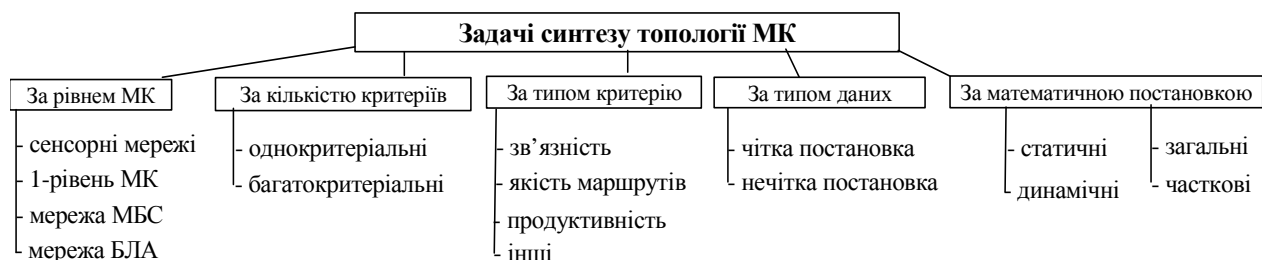 Задачі синтезу топології МК
За рівнем МК
- сенсорні мережі
- 1-рівень МК
- мережа МБС
- мережа БЛА
За кількістю критеріїв
- однокритеріальні
- багатокритеріальні
За типом критерію
- зв’язність
- якість маршрутів
- продуктивність
- інші
За типом даних
- чітка постановка
- нечітка постановка
За математичною постановкою
- статичні
- динамічні
- загальні
- часткові